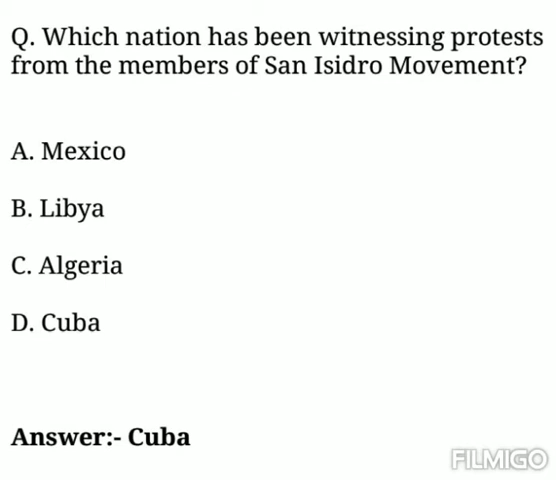 Q. Which nation has been witnessing protests
from the members of San Isidro Movement?
A. Mexico
B. Libya
C. Algeria
D. Cuba
Answer:- Cuba
FILMIGO